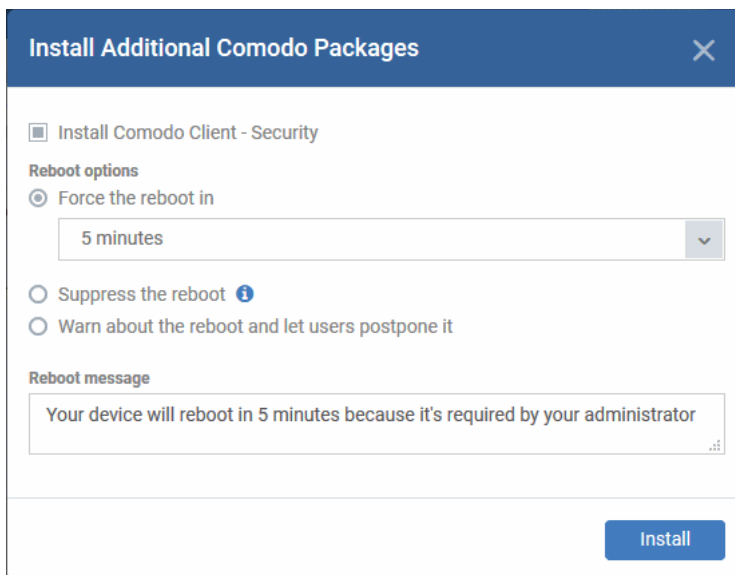 Install Additional Comodo Packages
Install Comodo Client - Security
Reboot options
Force the reboot in
5 minutes
Suppress the reboot
Warn about the reboot and let users postpone it
Reboot message
Your device will reboot in 5 minutes because it's required by your administrator
Install